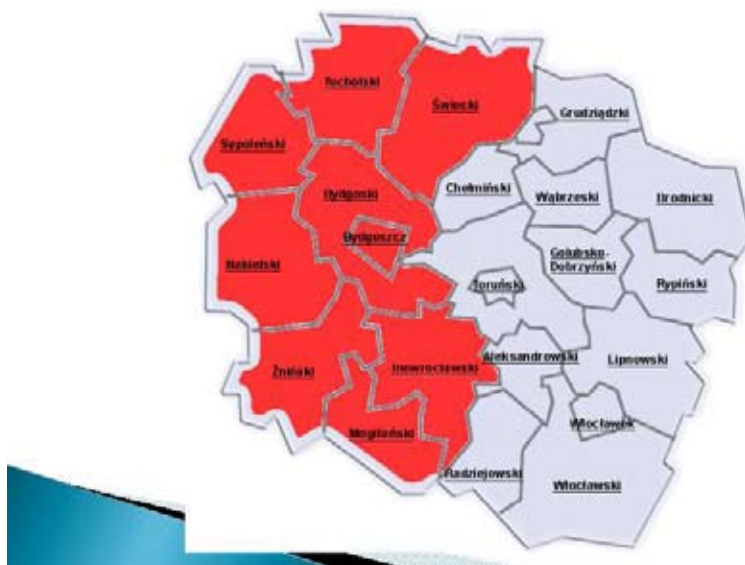 Tucholski
Świecki
Grudziądzki
Sępoleński
Bydgoski
Chełmiński
Wąbrzeski
Brodnicki
Bydgoszcz
Nakielski
Golubsko-
Dobrzyński
Toruński
Rypiński
Żniński
Inowrocławski
Aleksandrowski
Lipnowski
Mogileński
Włocławek
Radziejowski
Włocławski